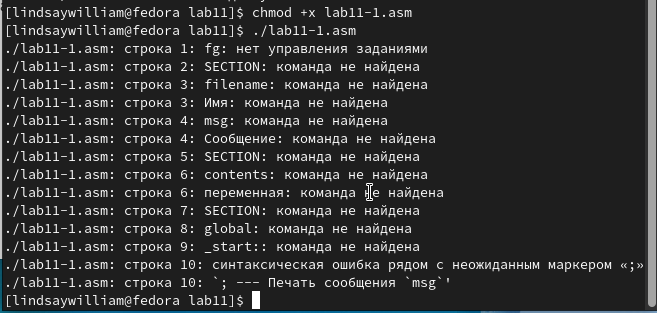 [lindsaywilliam@fedora lab11]$ chmod +x lab11-1.asm
[lindsaywilliam@fedora lab11]$ ./lab11-1.asm
./lab11-1.asm: строка 1: fg: нет управления заданиями
./lab11-1.asm: строка 2: SECTION: команда не найдена
./lab11-1.asm: строка 3: filename: команда не найдена
./lab11-1.asm: строка 3: Имя: команда не найдена
./lab11-1.asm: строка 4: msg: команда не найдена
./lab11-1.asm: строка 4: Сообщение: команда не найдена
./lab11-1.asm: строка 5: SECTION: команда не найдена
./lab11-1.asm: строка 6: contents: команда не найдена
./lab11-1.asm: строка 6: переменная: команда не найдена
./lab11-1.asm: строка 7: SECTION: команда не найдена
./lab11-1.asm: строка 8: global: команда не найдена
./lab11-1.asm: строка 9: _start:: команда не найдена
./lab11-1.asm: строка 10: синтаксическая ошибка рядом с неожиданным маркером «;»
./lab11-1.asm: строка 10: `; --- Печать сообщения `msg`'
[lindsaywilliam@fedora lab11]$